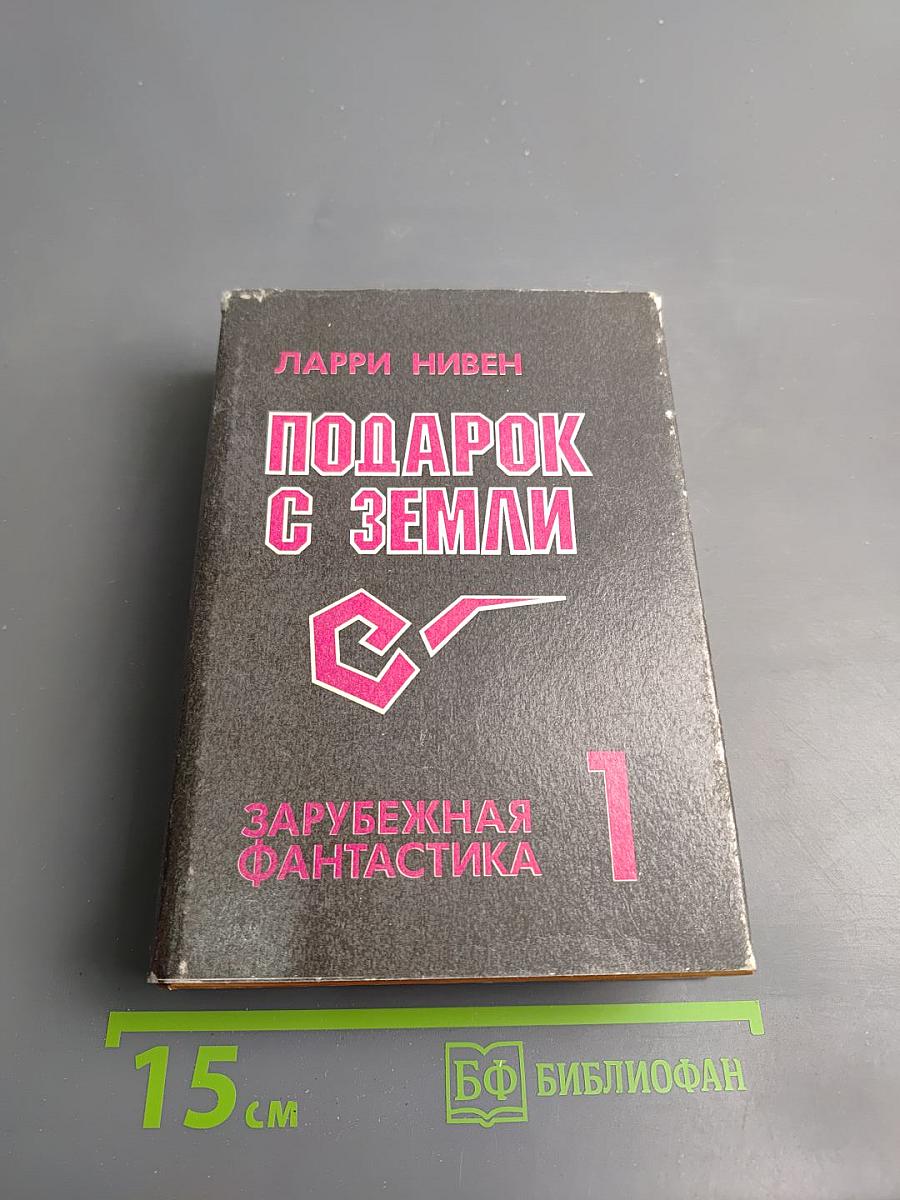 ЛАРРИ НИВЕН
ПОДАРОК
С ЗЕМЛИ
ЗАРУБЕЖНАЯ
ФАНТАСТИКА
1
15 см
БФ БИБЛИОФАН